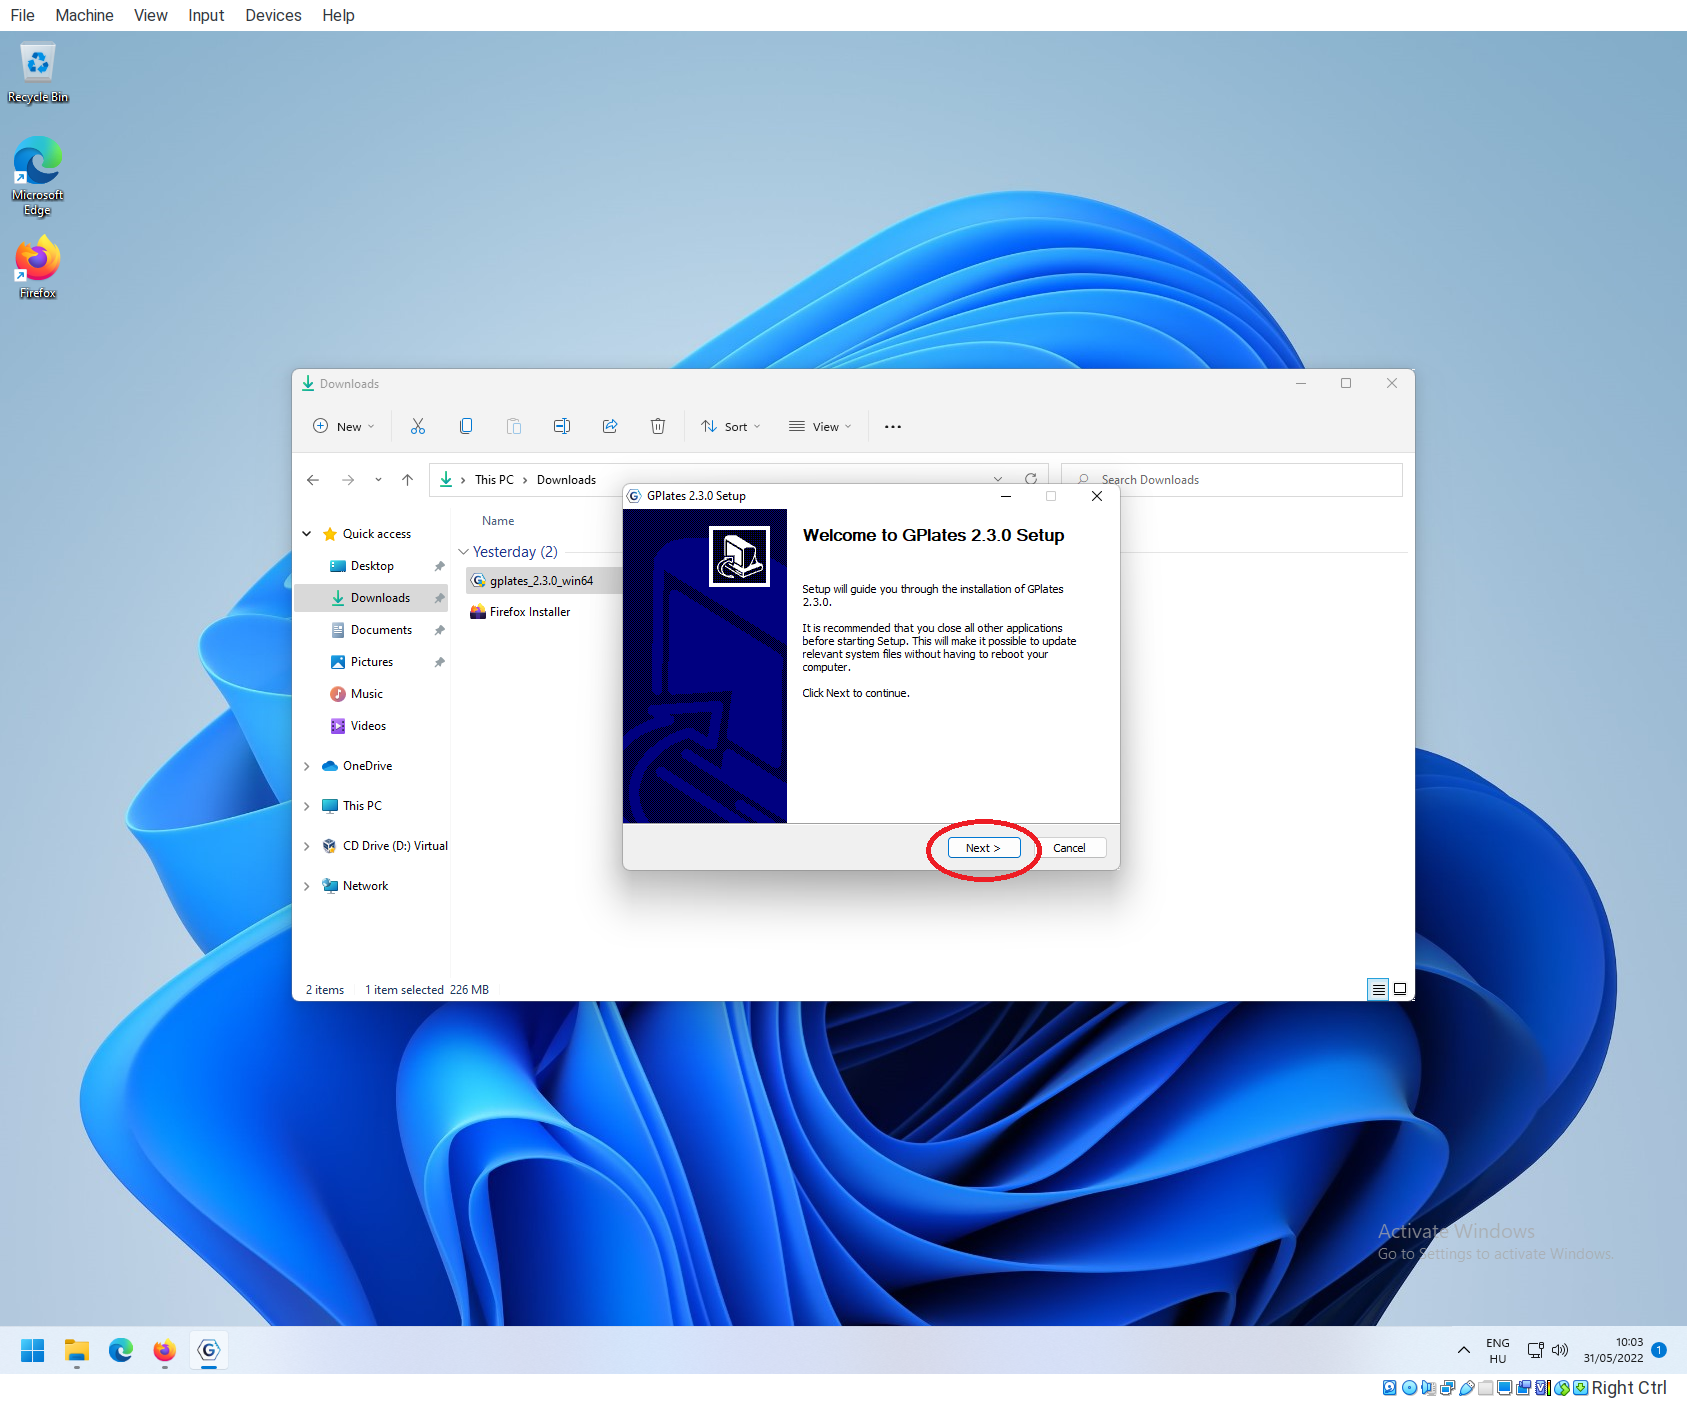 File Machine View Input Devices Help
Recycle Bin
Microsoft
Edge
Firefox
Downloads
New
Sort
View
This PC
Downloads
Search Downloads
Quick access
Desktop
Downloads
Documents
Pictures
Music
Videos
OneDrive
This PC
CD Drive (D:) Virtual
Network
Name
Yesterday (2)
gplates_2.3.0_win64
Firefox Installer
2 items 1 item selected 226 MB
GPlates 2.3.0 Setup
Welcome to GPlates 2.3.0 Setup
Setup will guide you through the installation of GPlates
2.3.0.
It is recommended that you close all other applications
before starting Setup. This will make it possible to update
relevant system files without having to reboot your
computer.
Click Next to continue.
Next > Cancel
Activate Windows
Go to Settings to activate Windows.
G
ENG
HU
10:03
31/05/2022
1
Right Ctrl